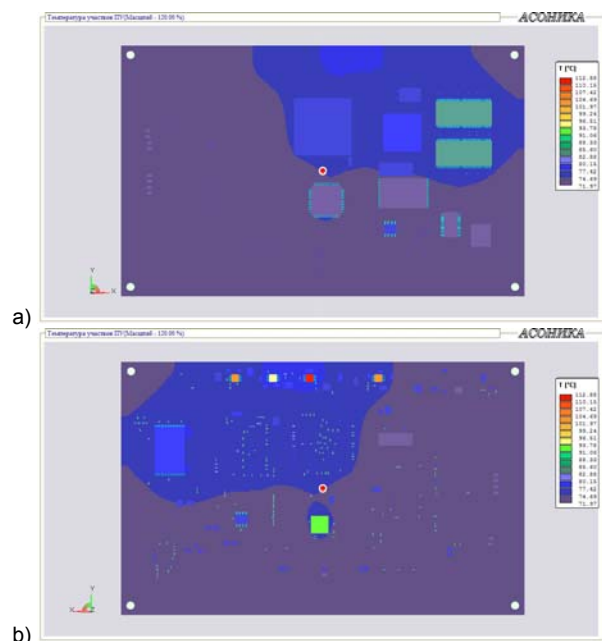 Температура участков ПУ(Масштаб - 120.00 %)
АСОНИКА
T [°C]
112.88
110.15
107.42
104.69
101.97
99.24
96.51
93.78
91.06
88.33
85.60
82.88
80.15
77.42
74.69
71.97
Y
X
a)
Температура участков ПУ(Масштаб - 120.00 %)
АСОНИКА
T [°C]
112.88
110.15
107.42
104.69
101.97
99.24
96.51
93.78
91.06
88.33
85.60
82.88
80.15
77.42
74.69
71.97
Y
X Z
b)